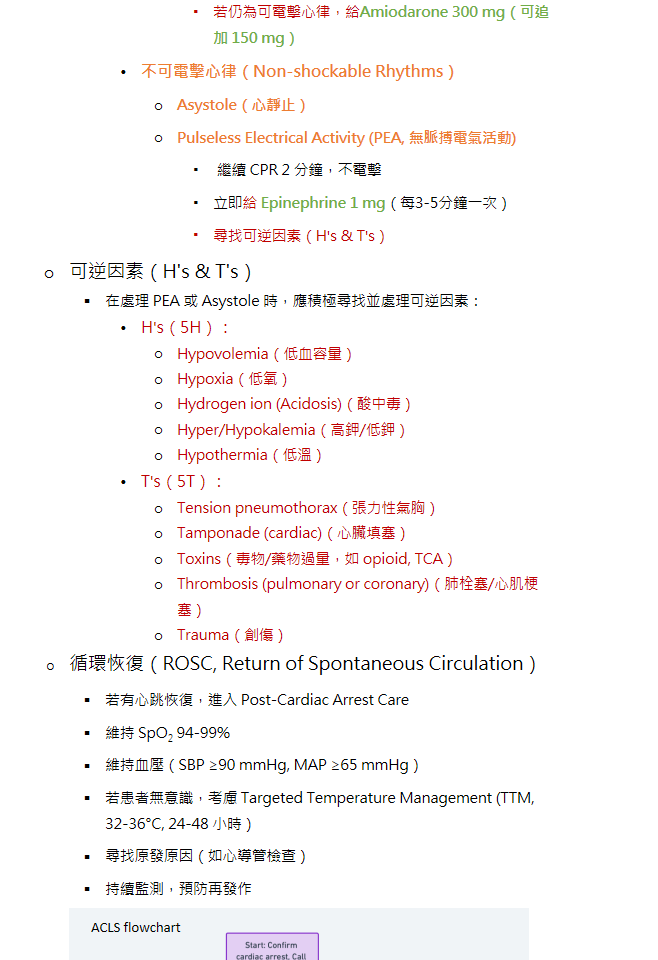 ▪ 若仍為可電擊心律，給Amiodarone 300 mg（可追
加 150 mg）
• 不可電擊心律（Non-shockable Rhythms）
o Asystole（心靜止）
o Pulseless Electrical Activity (PEA, 無脈搏電氣活動)
▪ 繼續 CPR 2 分鐘，不電擊
▪ 立即給 Epinephrine 1 mg（每3-5分鐘一次）
▪ 尋找可逆因素（H's & T's）
o 可逆因素（H's & T's）
▪ 在處理 PEA 或 Asystole 時，應積極尋找並處理可逆因素：
• H's（5H）：
o Hypovolemia（低血容量）
o Hypoxia（低氧）
o Hydrogen ion (Acidosis)（酸中毒）
o Hyper/Hypokalemia（高鉀/低鉀）
o Hypothermia（低溫）
• T's（5T）：
o Tension pneumothorax（張力性氣胸）
o Tamponade (cardiac)（心臟填塞）
o Toxins（毒物/藥物過量，如 opioid, TCA）
o Thrombosis (pulmonary or coronary)（肺栓塞/心肌梗
塞）
o Trauma（創傷）
o 循環恢復（ROSC, Return of Spontaneous Circulation）
▪ 若有心跳恢復，進入 Post-Cardiac Arrest Care
▪ 維持 SpO₂ 94-99%
▪ 維持血壓（SBP ≥90 mmHg, MAP ≥65 mmHg）
▪ 若患者無意識，考慮 Targeted Temperature Management (TTM,
32-36°C, 24-48 小時）
▪ 尋找原發原因（如心導管檢查）
▪ 持續監測，預防再發作
ACLS flowchart
Start: Confirm
cardiac arrest, Call